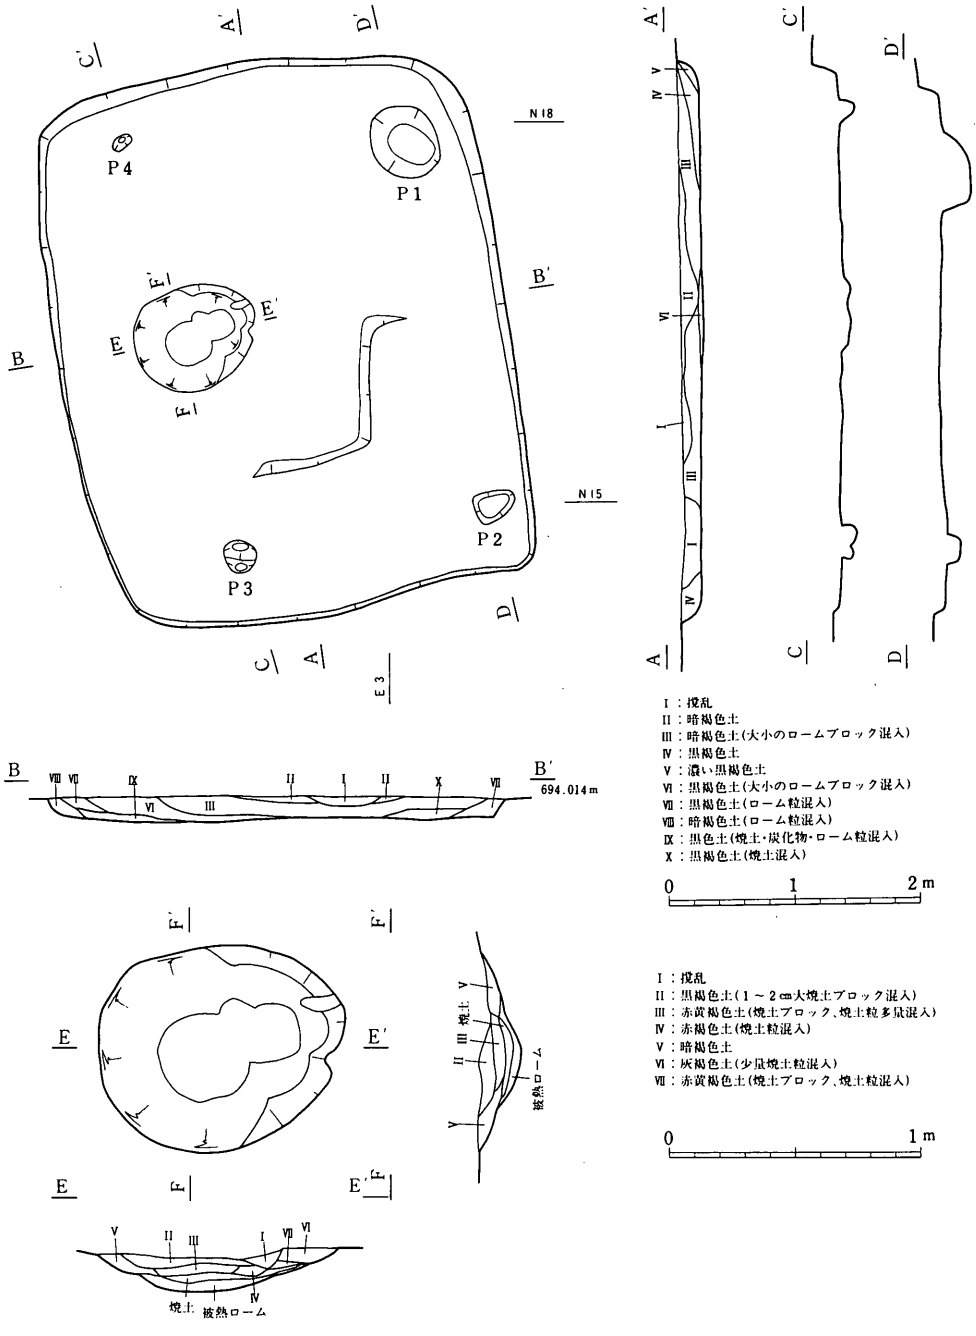 A'
D'
C'
N18
P4
P1
F'
E'
B'
E
B
F
N15
P2
P3
D
C
A
E3
A'
C'
D'
V
IV
III
II
VI
I
III
I
IV
A
C
D
I：撹乱
II：暗褐色土
III：暗褐色土(大小のロームブロック混入)
IV：黒褐色土
V：濃い黒褐色土
VI：黒褐色土(大小のロームブロック混入)
VII：黒褐色土(ローム粒混入)
VIII：暗褐色土(ローム粒混入)
IX：黒色土(焼土・炭化物・ローム粒混入)
X：黒褐色土(焼土混入)
0 1 2m
B VIII VII IX VI III II I II X VII B'
694.014m
F' F'
E E'
F F
E E'
V
III 焼土
II
被熱ローム
V
I：撹乱
II：黒褐色土(1～2cm大焼土ブロック混入)
III：赤黄褐色土(焼土ブロック、焼土粒多量混入)
IV：赤褐色土(焼土粒混入)
V：暗褐色土
VI：灰褐色土(少量焼土粒混入)
VII：赤黄褐色土(焼土ブロック、焼土粒混入)
0 1m
V II III I VII VI
IV
焼土 被熱ローム